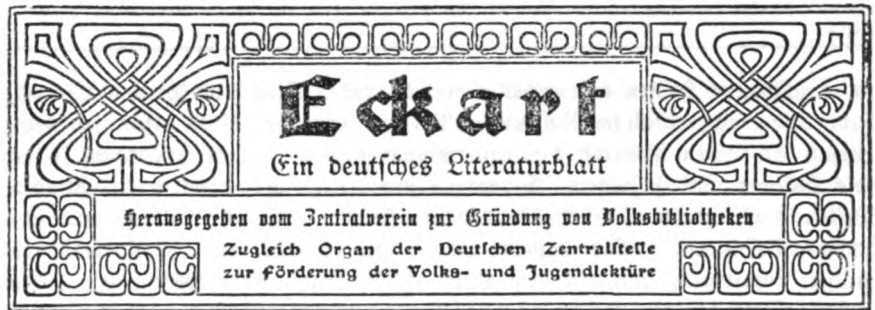 Eckart
Ein deutſches Literaturblatt
Herausgegeben vom Zentralverein zur Gründung von Volksbibliotheken
Zugleich Organ der Deutſchen Zentralſtelle
zur Förderung der Volks- und Jugendlektüre